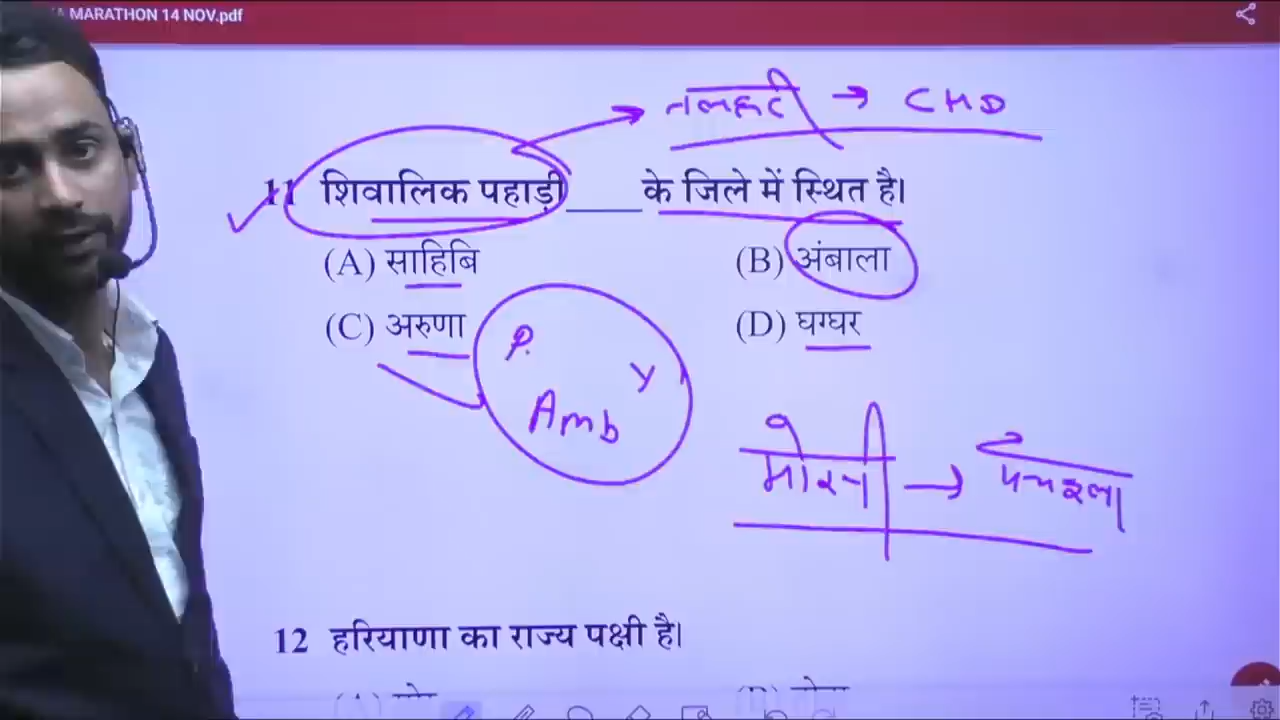 A MARATHON 14 NOV.pdf
तलहटी → CHD
11 शिवालिक पहाड़ी ____ के जिले में स्थित है।
(A) साहिबि (B) अंबाला
(C) अरुणा (D) घग्घर
P. Y
Amb
मोरनी → पंचकुला
12 हरियाणा का राज्य पक्षी है।